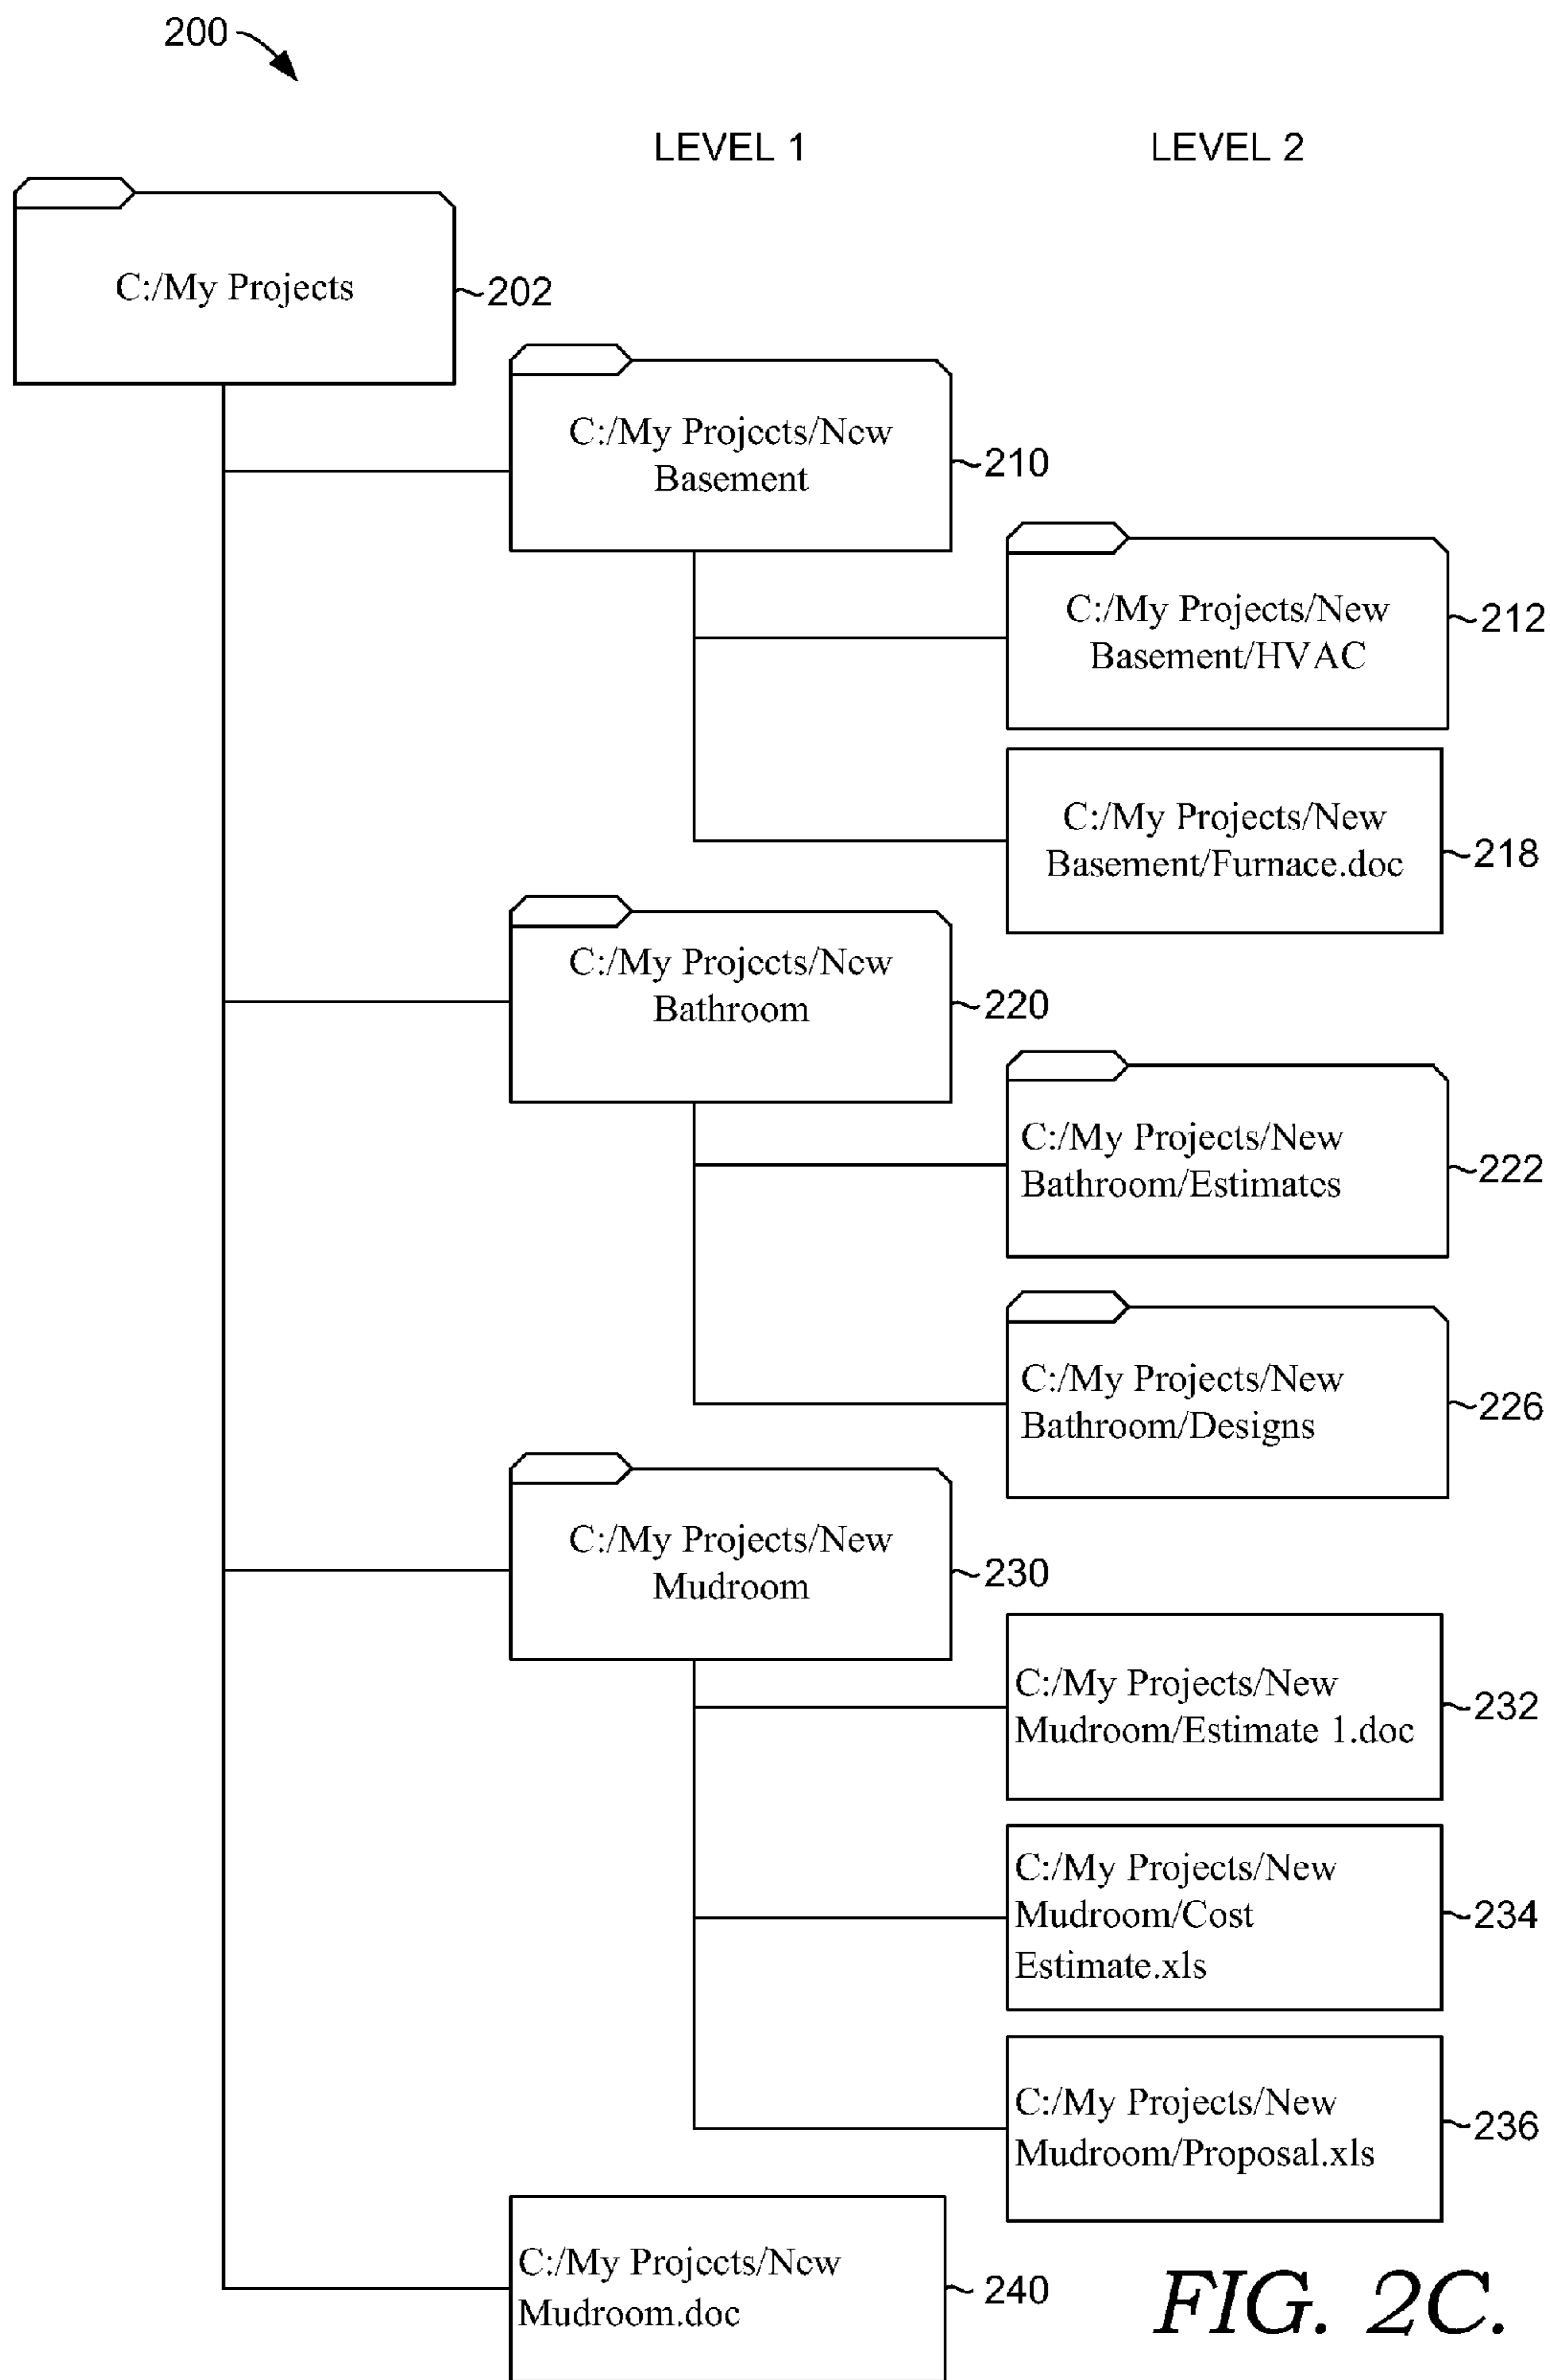 200
LEVEL 1
LEVEL 2
C:/My Projects
202
C:/My Projects/New
Basement
210
C:/My Projects/New
Basement/HVAC
212
C:/My Projects/New
Basement/Furnace.doc
218
C:/My Projects/New
Bathroom
220
C:/My Projects/New
Bathroom/Estimates
222
C:/My Projects/New
Bathroom/Designs
226
C:/My Projects/New
Mudroom
230
C:/My Projects/New
Mudroom/Estimate 1.doc
232
C:/My Projects/New
Mudroom/Cost
Estimate.xls
234
C:/My Projects/New
Mudroom/Proposal.xls
236
C:/My Projects/New
Mudroom.doc
240
FIG. 2C.